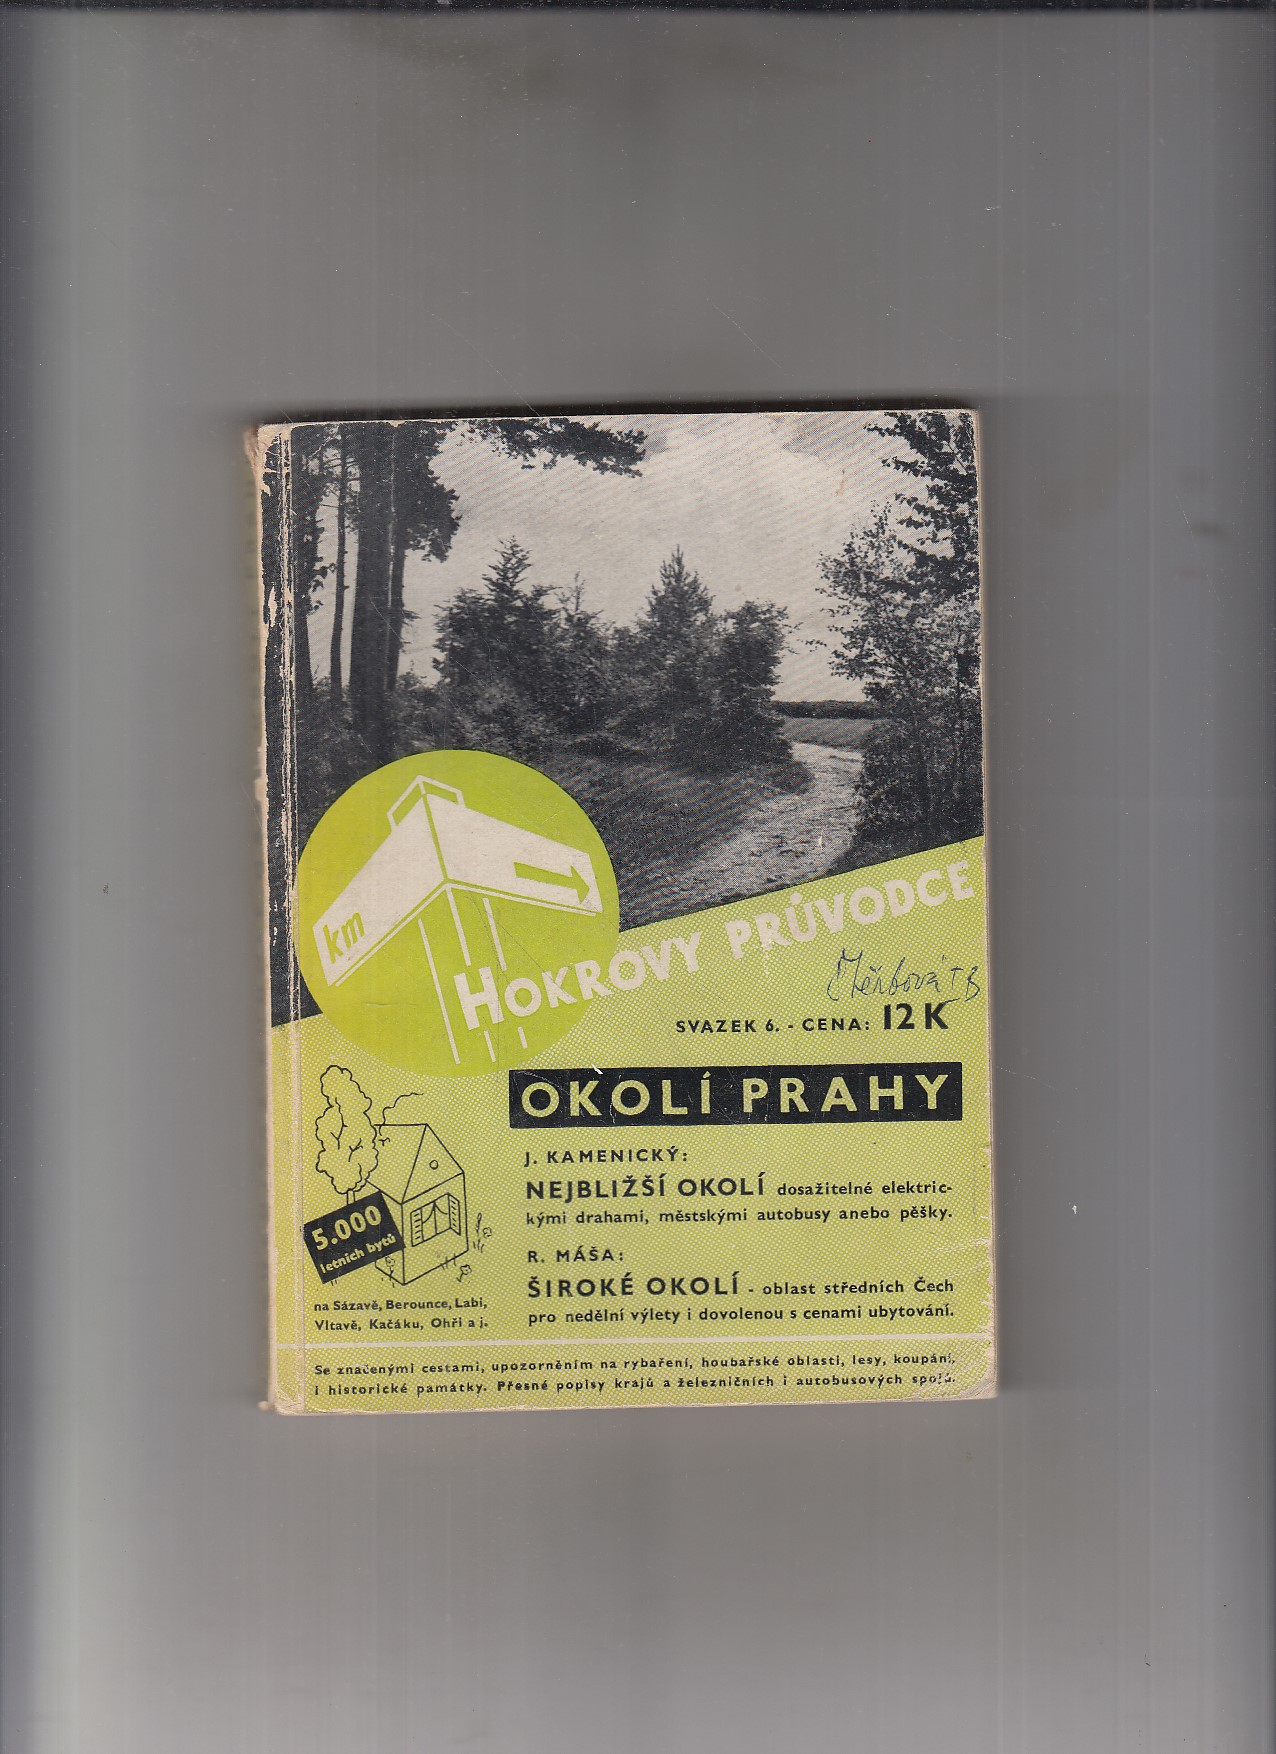 km
HOKROVY PRŮVODCE
SVAZEK 6. - CENA: 12 K
OKOLÍ PRAHY
J. KAMENICKÝ:
NEJBLIŽŠÍ OKOLÍ dosažitelné elektric-
kými drahami, městskými autobusy anebo pěšky.
R. MÁŠA:
ŠIROKÉ OKOLÍ - oblast středních Čech
pro nedělní výlety i dovolenou s cenami ubytování.
5.000
letních bytů
na Sázavě, Berounce, Labi,
Vltavě, Kačáku, Ohři a j.
Se značenými cestami, upozorněním na rybaření, houbařské oblasti, lesy, koupání,
i historické památky. Přesné popisy krajů a železničních i autobusových spojů.